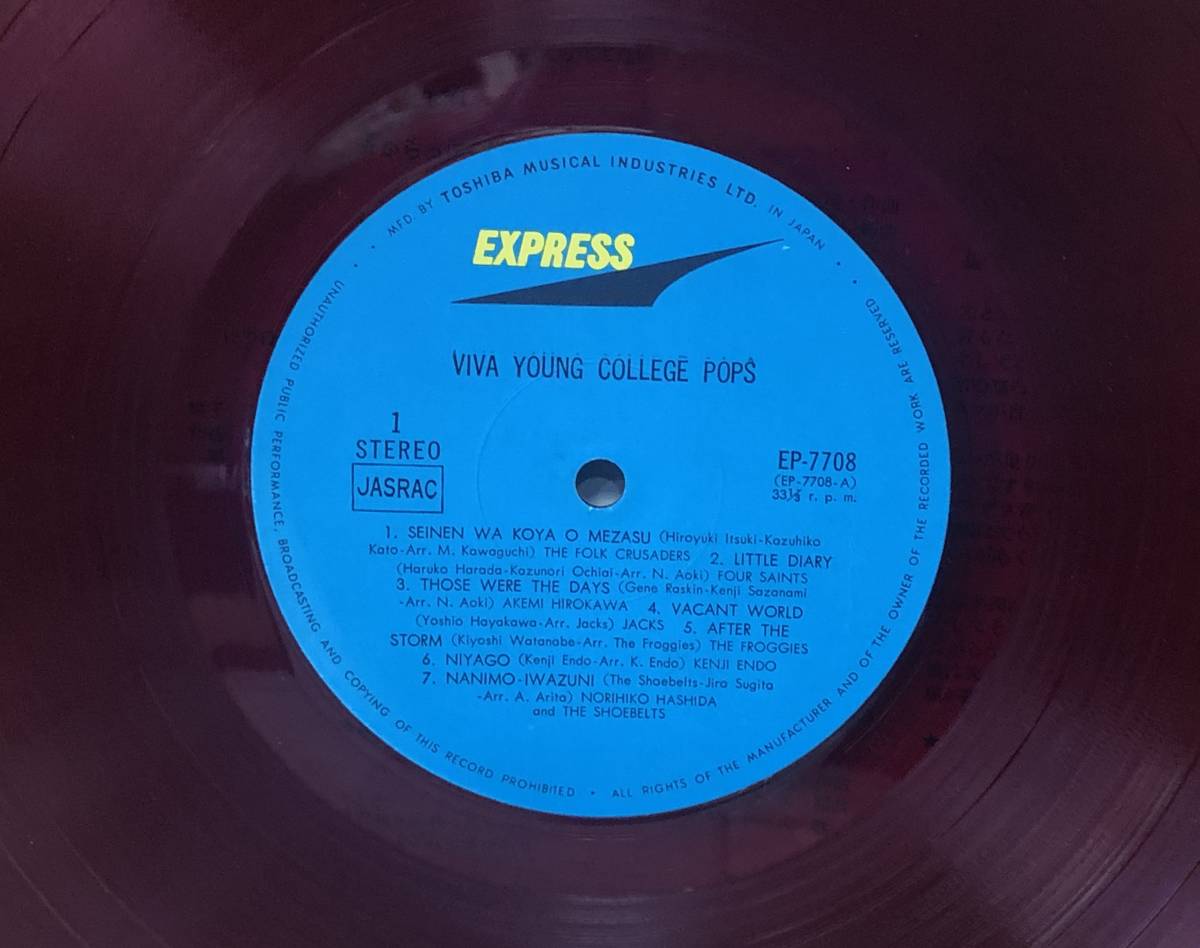 MFD. BY TOSHIBA MUSICAL INDUSTRIES LTD. IN JAPAN
EXPRESS
VIVA YOUNG COLLEGE POPS
1
STEREO
JASRAC
EP-7708
(EP-7708-A)
33⅓ r. p. m.
1. SEINEN WA KOYA O MEZASU (Hiroyuki Itsuki-Kazuhiko
Kato-Arr. M. Kawaguchi) THE FOLK CRUSADERS 2. LITTLE DIARY
(Haruko Harada-Kazunori Ochiai-Arr. N. Aoki) FOUR SAINTS
3. THOSE WERE THE DAYS (Gene Raskin-Kenji Sazanami
-Arr. N. Aoki) AKEMI HIROKAWA 4. VACANT WORLD
(Yoshio Hayakawa-Arr. Jacks) JACKS 5. AFTER THE
STORM (Kiyoshi Watanabe-Arr. The Froggies) THE FROGGIES
6. NIYAGO (Kenji Endo-Arr. K. Endo) KENJI ENDO
7. NANIMO-IWAZUNI (The Shoebelts-Jiro Sugita
-Arr. A. Arita) NORIHIKO HASHIDA
and THE SHOEBELTS
UNAUTHORIZED PUBLIC PERFORMANCE, BROADCASTING AND COPYING OF THIS RECORD PROHIBITED • ALL RIGHTS OF THE MANUFACTURER AND OF THE OWNER OF THE RECORDED WORK ARE RESERVED